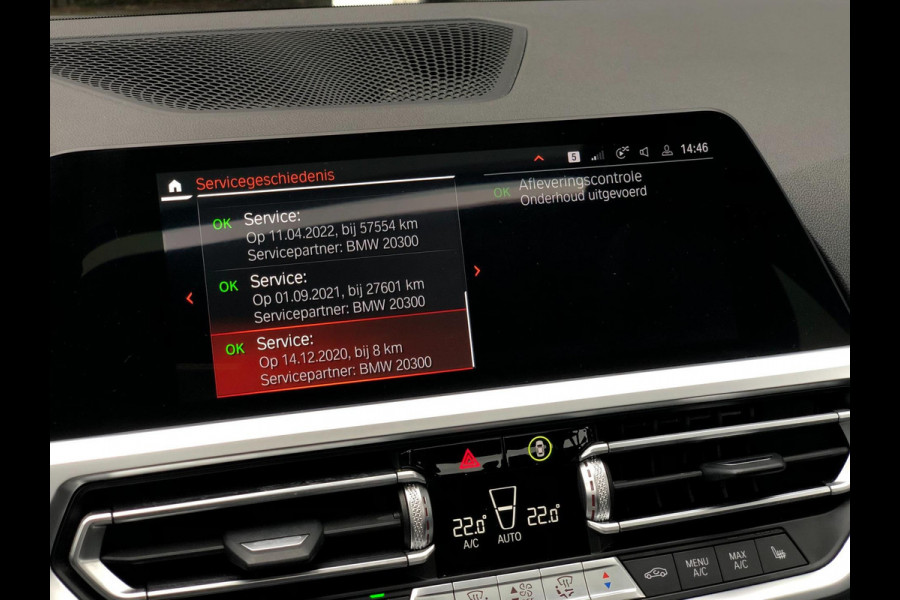 Servicegeschiedenis
5
14:46
OK Service:
Op 11.04.2022, bij 57554 km
Servicepartner: BMW 20300
OK Service:
Op 01.09.2021, bij 27601 km
Servicepartner: BMW 20300
OK Service:
Op 14.12.2020, bij 8 km
Servicepartner: BMW 20300
OK Afleveringscontrole
Onderhoud uitgevoerd
22.0° 22.0°
A/C AUTO
MENU
A/C
MAX
A/C